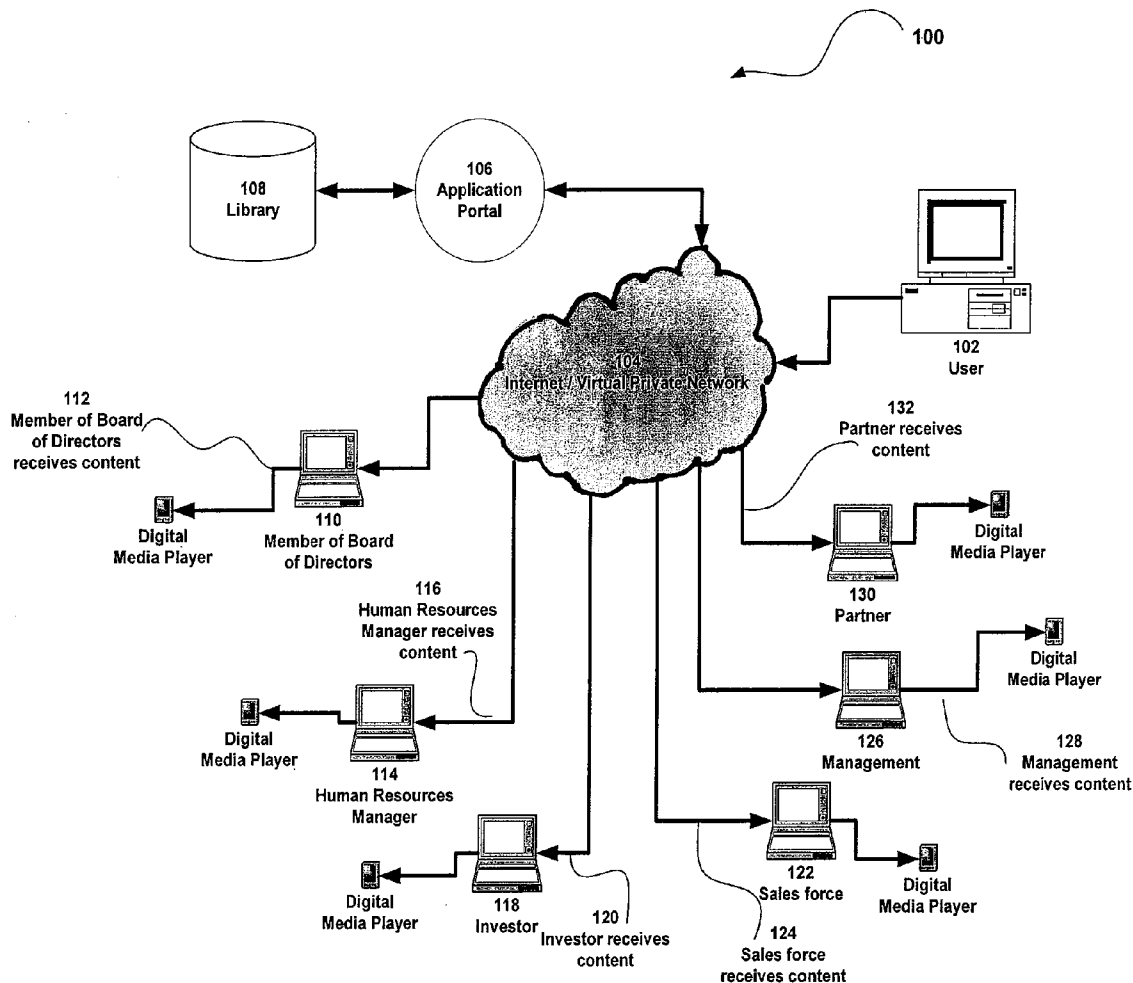 100
108
Library
106
Application
Portal
102
User
104
Internet / Virtual Private Network
112
Member of Board
of Directors
receives content
Digital
Media Player
110
Member of Board
of Directors
132
Partner receives
content
Digital
Media Player
130
Partner
116
Human Resources
Manager receives
content
Digital
Media Player
114
Human Resources
Manager
Digital
Media Player
126
Management
128
Management
receives content
Digital
Media Player
118
Investor
120
Investor receives
content
122
Sales force
Digital
Media Player
124
Sales force
receives content